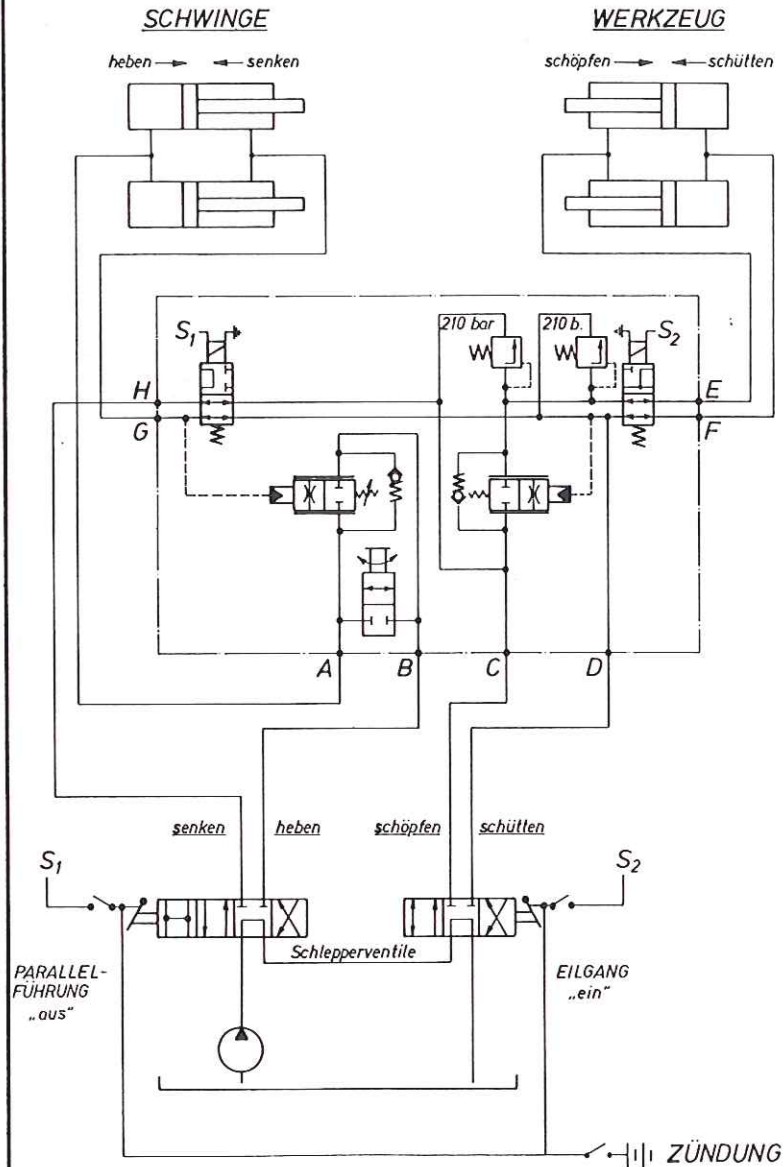 SCHWINGE
WERKZEUG
heben
senken
schöpfen
schütten
210 bar
210 b.
S1
S2
H
E
G
F
A
B
C
D
senken
heben
schöpfen
schütten
S1
S2
Schlepperventile
PARALLEL-
FÜHRUNG
„aus"
EILGANG
„ein"
ZÜNDUNG